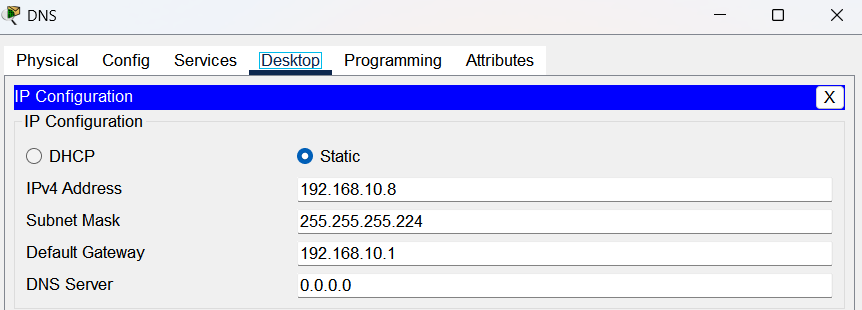 DNS
Physical Config Services Desktop Programming Attributes
IP Configuration X
IP Configuration
DHCP Static
IPv4 Address 192.168.10.8
Subnet Mask 255.255.255.224
Default Gateway 192.168.10.1
DNS Server 0.0.0.0